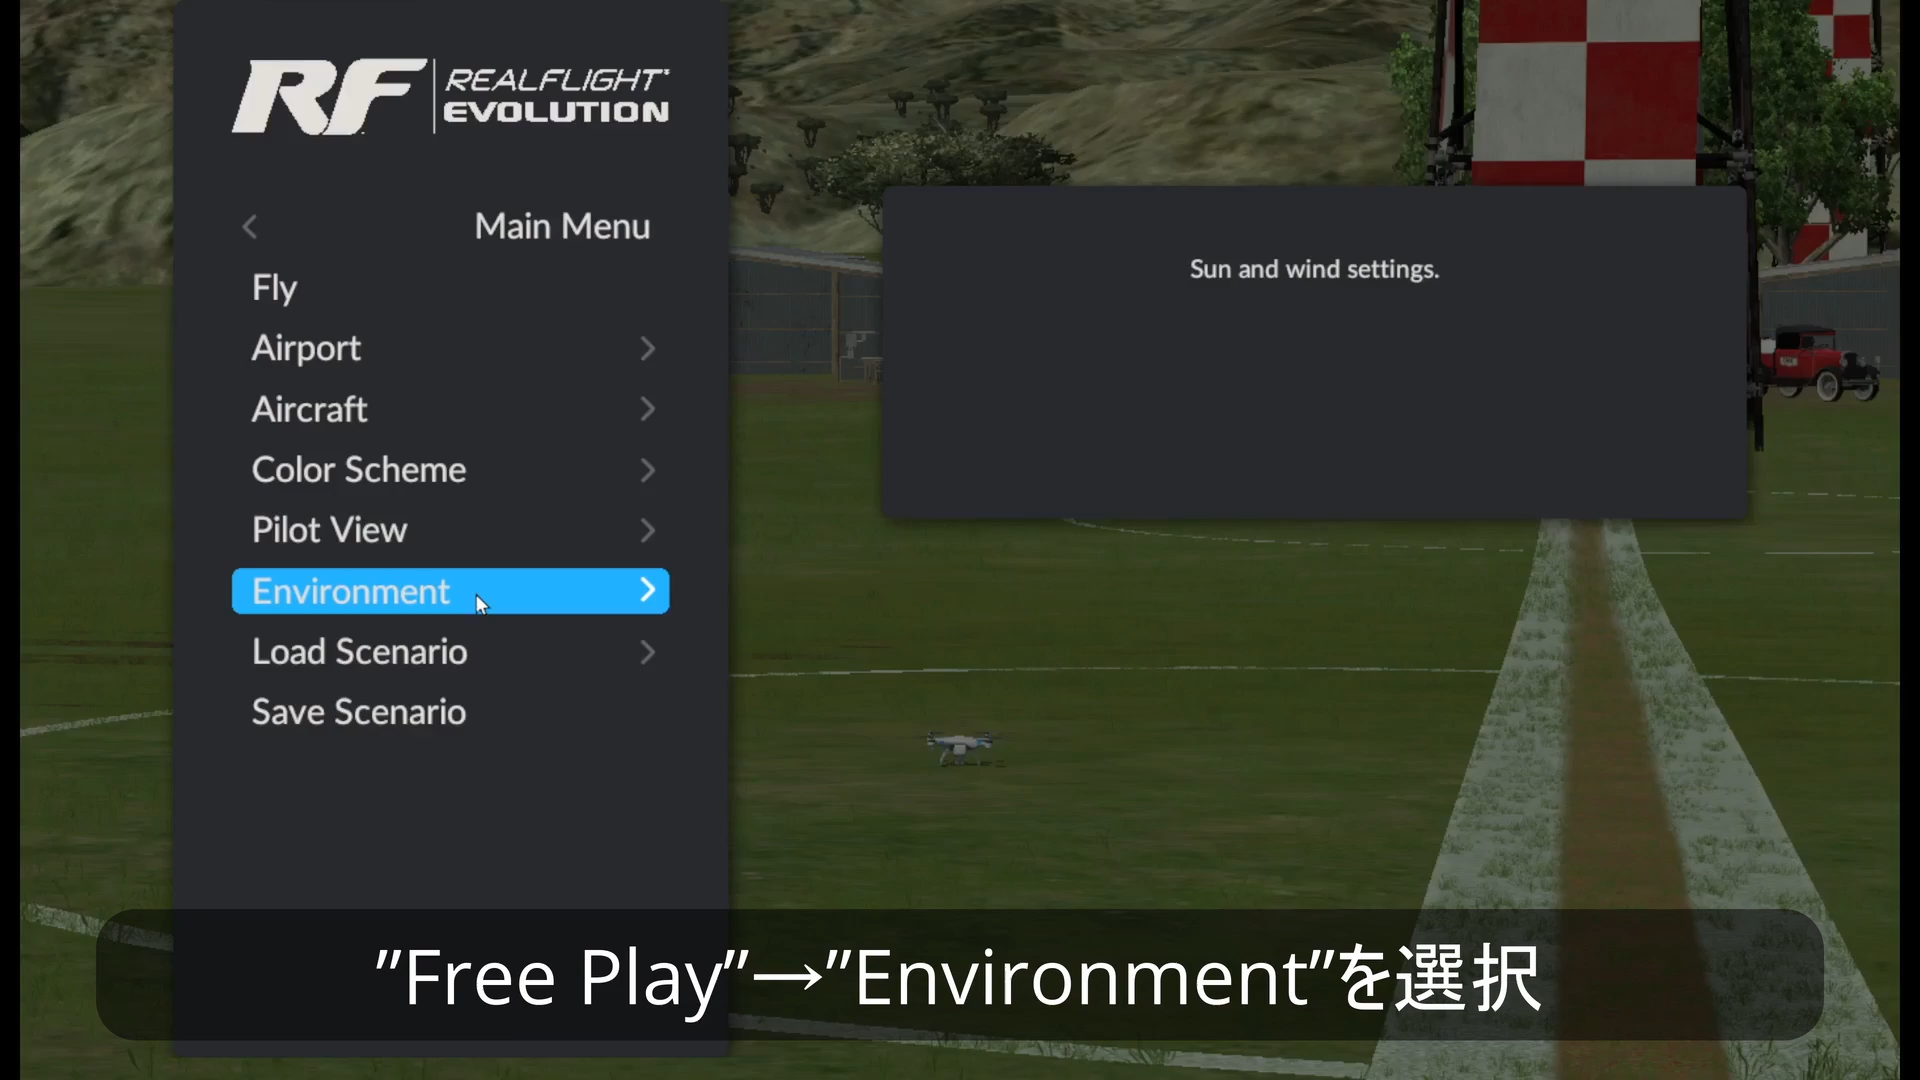 RF REALFLIGHT
EVOLUTION
Main Menu
Fly
Airport
Aircraft
Color Scheme
Pilot View
Environment
Load Scenario
Save Scenario
Sun and wind settings.
”Free Play”→”Environment”を選択